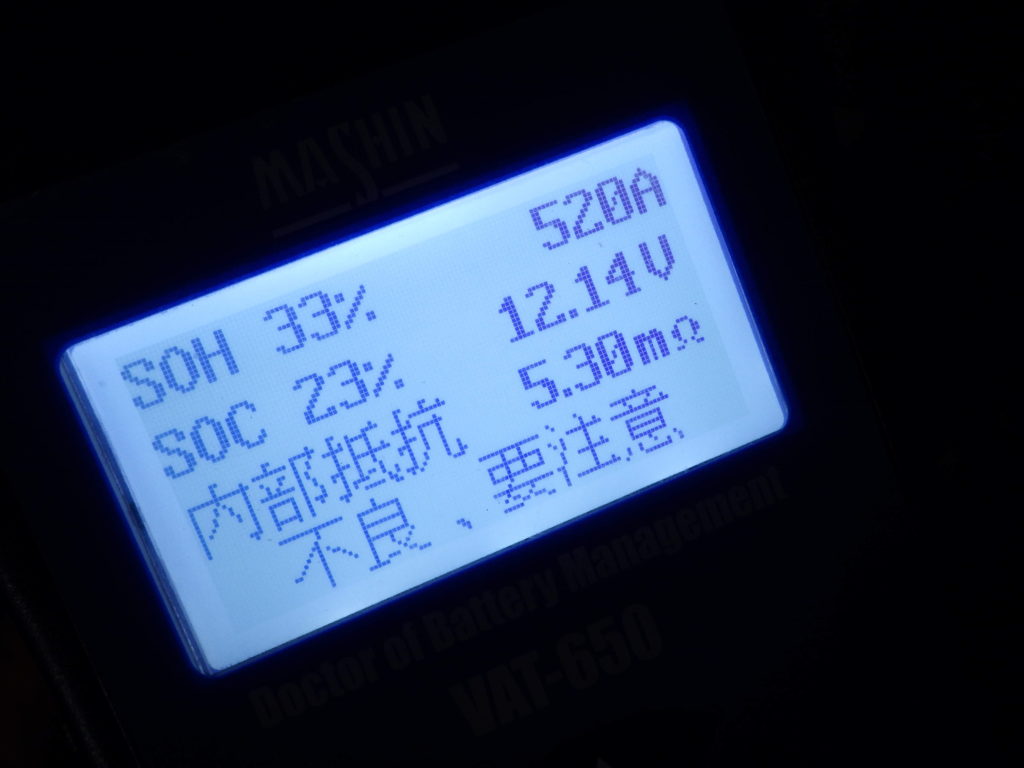 MASHIN
SOH 33% 520A
SOC 23% 12.14V
内部抵抗 5.30mΩ
不良、要注意
Doctor of Battery Management
VAT-650